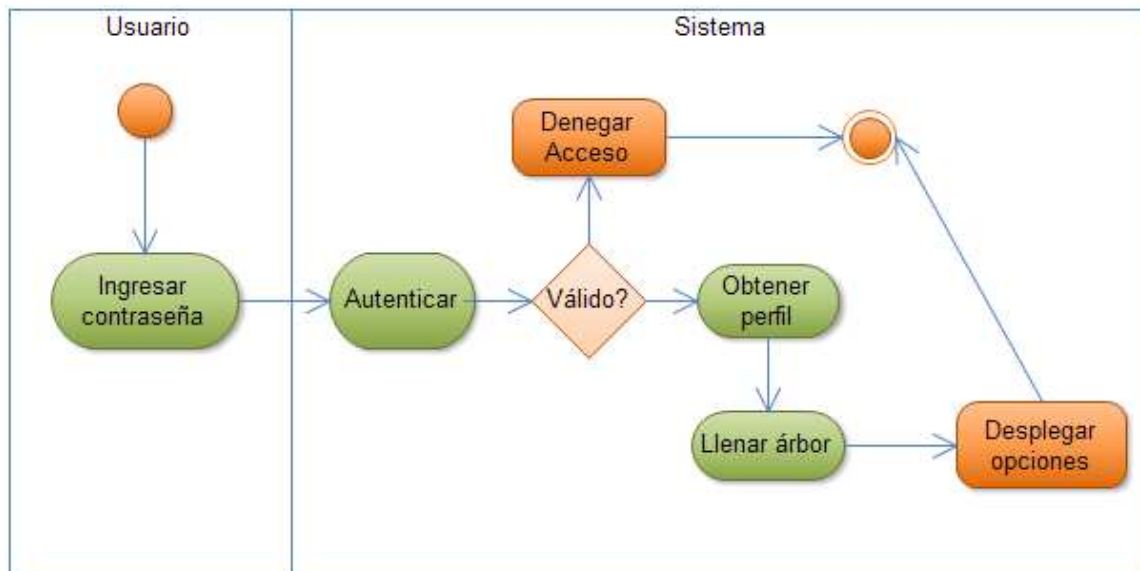 Usuario
Sistema
Denegar
Acceso
Ingresar
contraseña
Autenticar
Válido?
Obtener
perfil
Llenar árbor
Desplegar
opciones